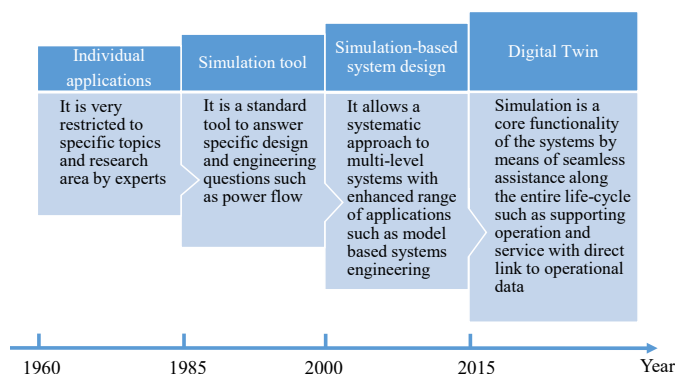 Individual
applications
It is very
restricted to
specific topics
and research
area by experts
Simulation tool
It is a standard
tool to answer
specific design
and engineering
questions such
as power flow
Simulation-based
system design
It allows a
systematic
approach to
multi-level
systems with
enhanced range
of applications
such as model
based systems
engineering
Digital Twin
Simulation is a
core functionality
of the systems by
means of seamless
assistance along
the entire life-cycle
such as supporting
operation and
service with direct
link to operational
data
1960
1985
2000
2015
Year